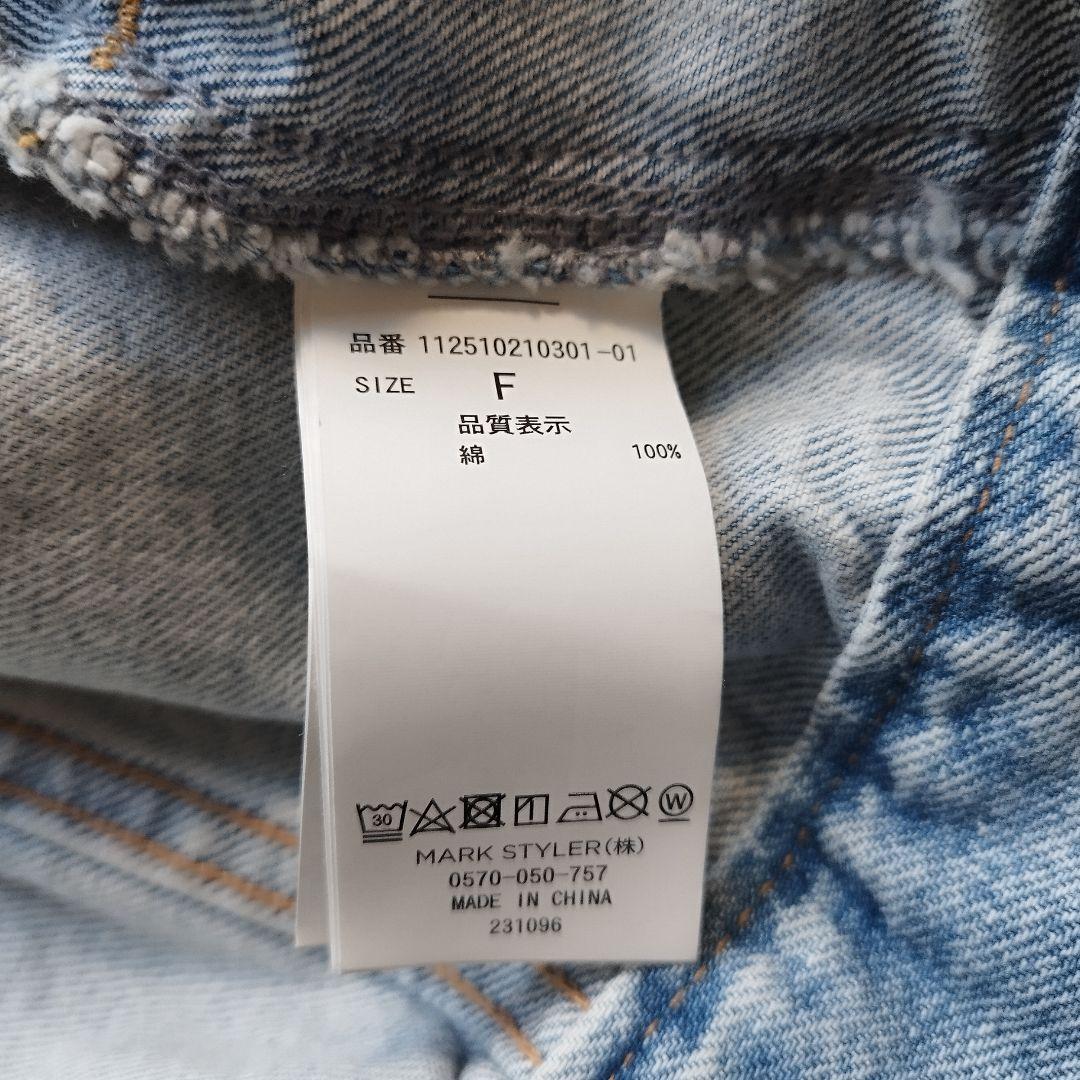 品番 112510210301-01
SIZE F
品質表示
綿 100%
30 W
MARK STYLER(株)
0570-050-757
MADE IN CHINA
231096